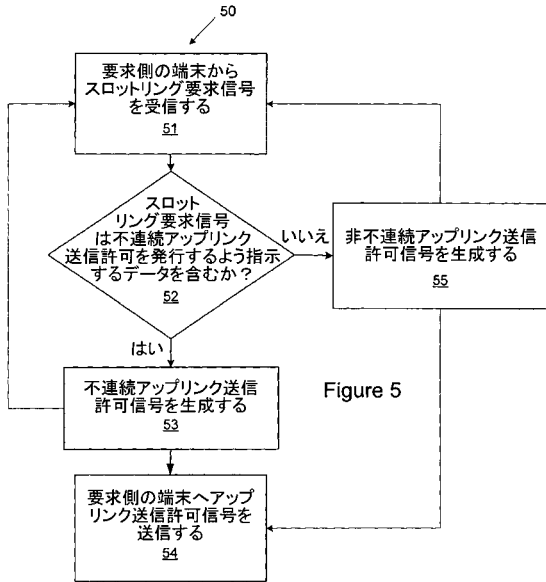 50
要求側の端末から
スロットリング要求信号
を受信する
51
スロット
リング要求信号
は不連続アップリンク
送信許可を発行するよう指示
するデータを含むか？
52
いいえ
非不連続アップリンク送信
許可信号を生成する
55
はい
不連続アップリンク送信
許可信号を生成する
53
Figure 5
要求側の端末へアップ
リンク送信許可信号を
送信する
54